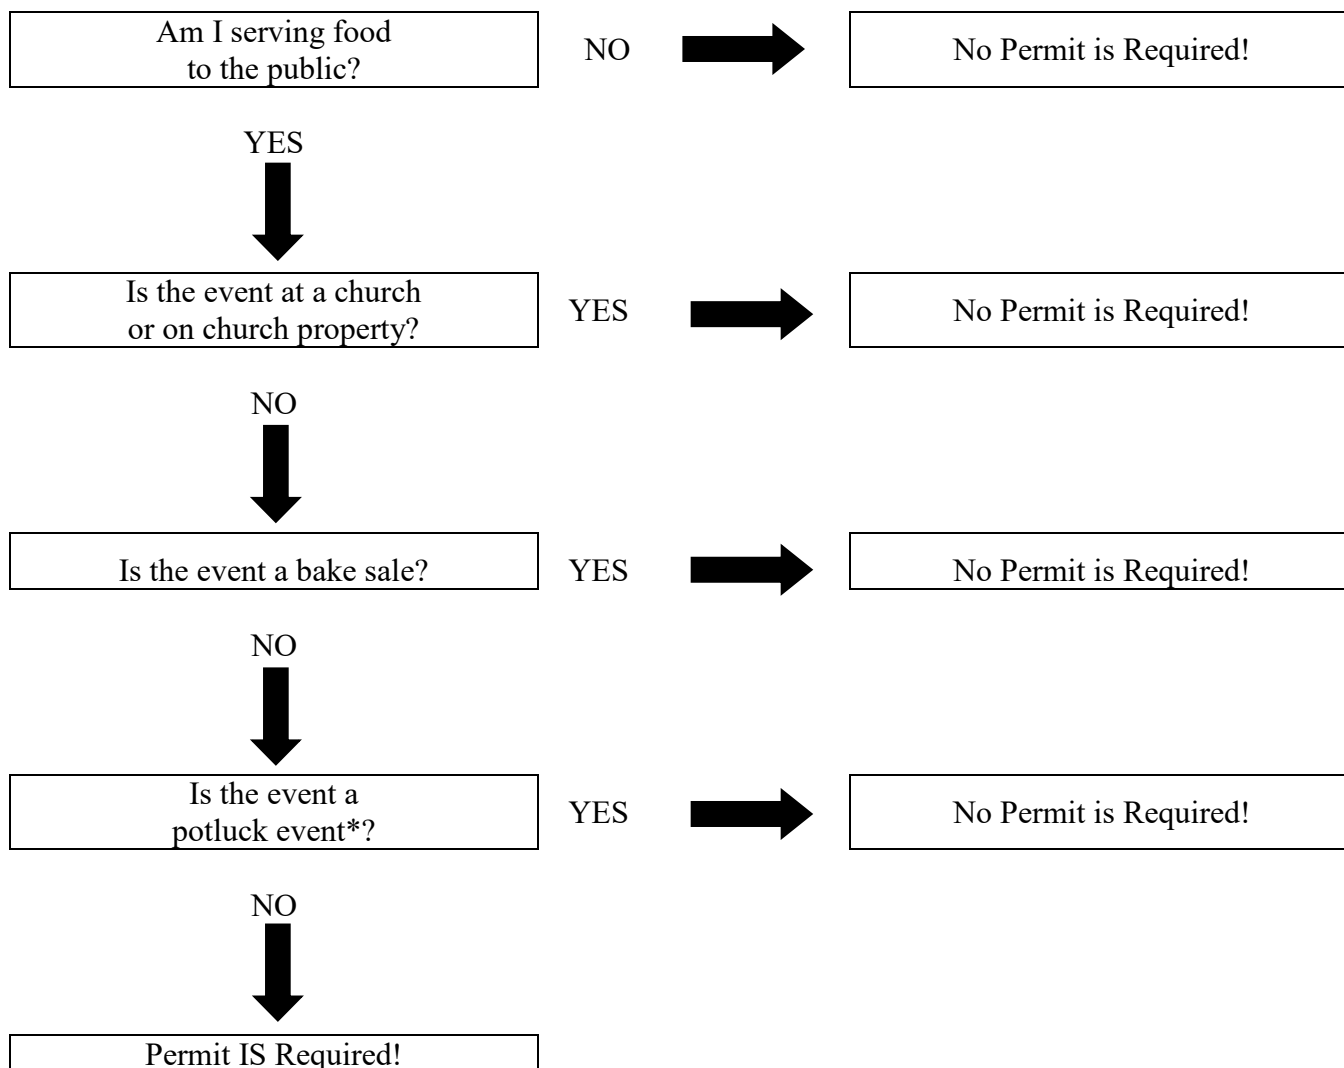 Am I serving food
to the public?
NO
No Permit is Required!
YES
Is the event at a church
or on church property?
YES
No Permit is Required!
NO
Is the event a bake sale?
YES
No Permit is Required!
NO
Is the event a
potluck event*?
YES
No Permit is Required!
NO
Permit IS Required!